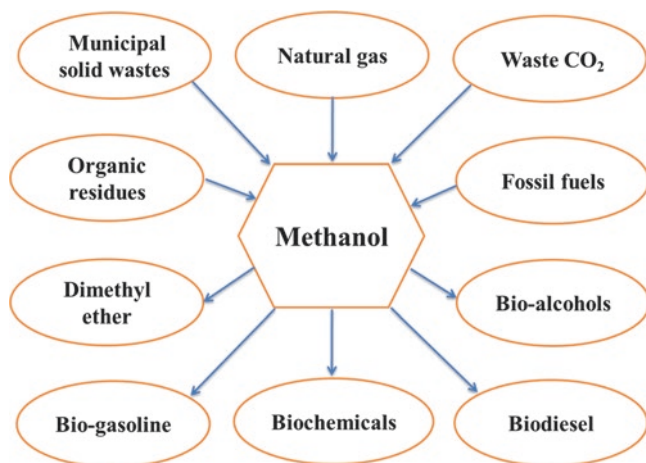 Municipal
solid wastes
Natural gas
Waste CO₂
Organic
residues
Fossil fuels
Methanol
Dimethyl
ether
Bio-alcohols
Bio-gasoline
Biochemicals
Biodiesel